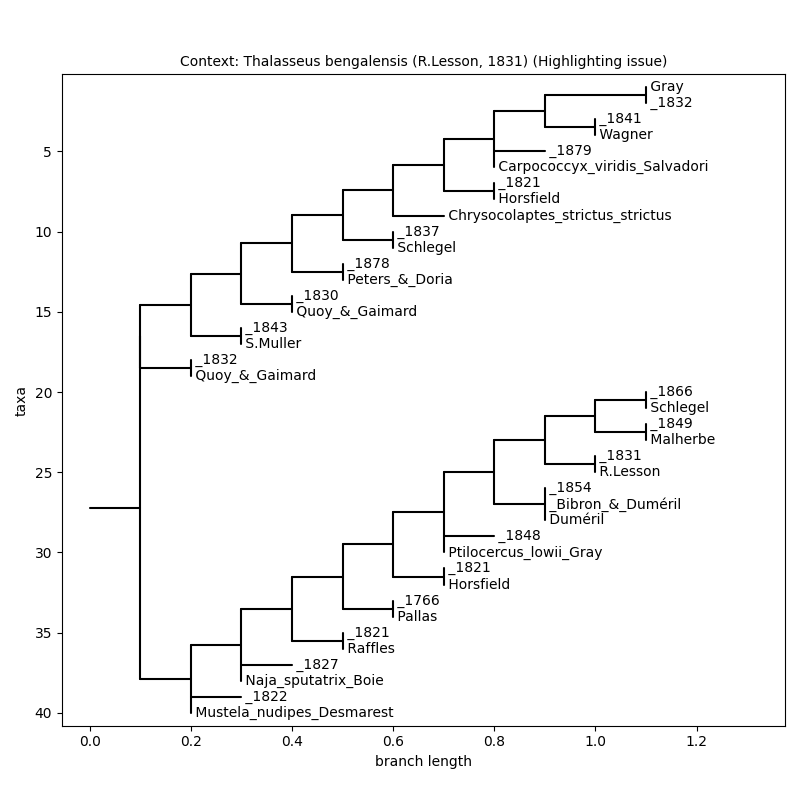 Context: Thalasseus bengalensis (R.Lesson, 1831) (Highlighting issue)
Gray
_1832
_1841
Wagner
_1879
Carpococcyx_viridis_Salvadori
_1821
Horsfield
Chrysocolaptes_strictus_strictus
_1837
Schlegel
_1878
Peters_&_Doria
_1830
Quoy_&_Gaimard
_1843
S.Muller
_1832
Quoy_&_Gaimard
_1866
Schlegel
_1849
Malherbe
_1831
R.Lesson
_1854
_Bibron_&_Duméril
Duméril
_1848
Ptilocercus_lowii_Gray
_1821
Horsfield
_1766
Pallas
_1821
Raffles
_1827
Naja_sputatrix_Boie
_1822
Mustela_nudipes_Desmarest
5
10
15
20
25
30
35
40
taxa
0.0 0.2 0.4 0.6 0.8 1.0 1.2
branch length